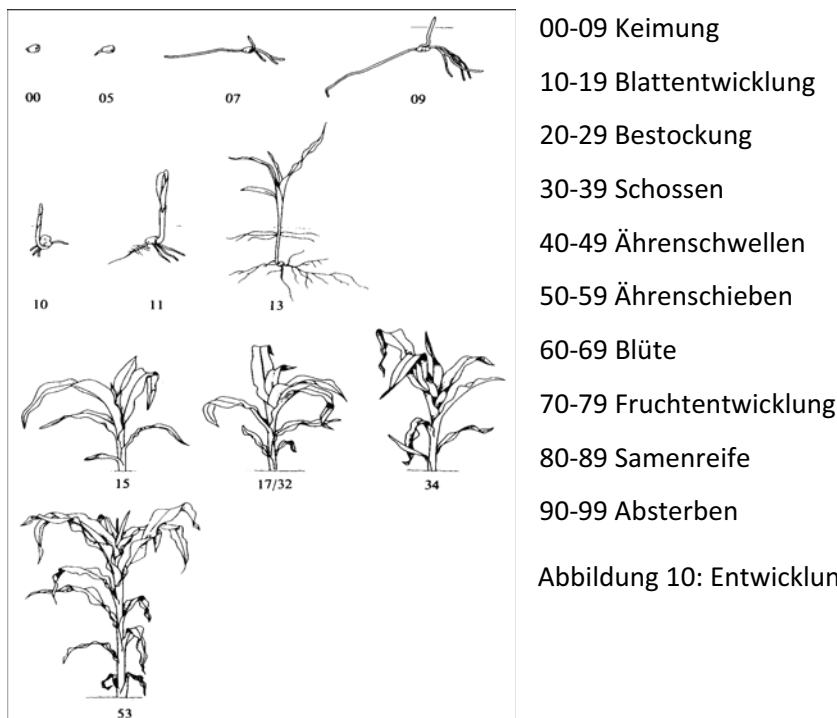 00
05
07
09
10
11
13
15
17/32
34
53
00-09 Keimung
10-19 Blattentwicklung
20-29 Bestockung
30-39 Schossen
40-49 Ährenschwellen
50-59 Ährenschieben
60-69 Blüte
70-79 Fruchtentwicklung
80-89 Samenreife
90-99 Absterben
Abbildung 10: